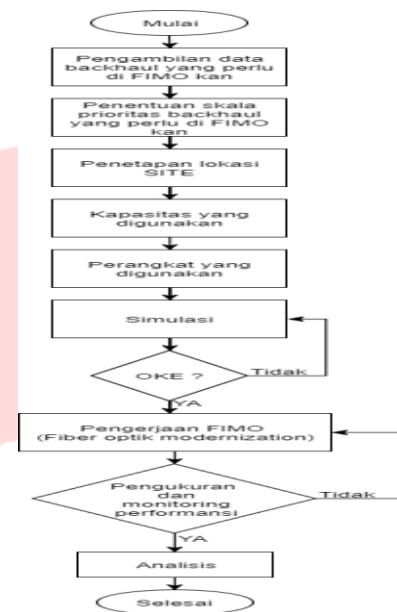 Mulai
Pengambilan data
backhaul yang perlu
di FIMO kan
Penentuan skala
prioritas backhaul
yang perlu di FIMO
kan
Penetapan lokasi
SITE
Kapasitas yang
digunakan
Perangkat yang
digunakan
Simulasi
OKE ?
Tidak
YA
Pengerjaan FIMO
(Fiber optik modernization)
Pengukuran
dan
monitoring
performansi
Tidak
YA
Analisis
Selesai